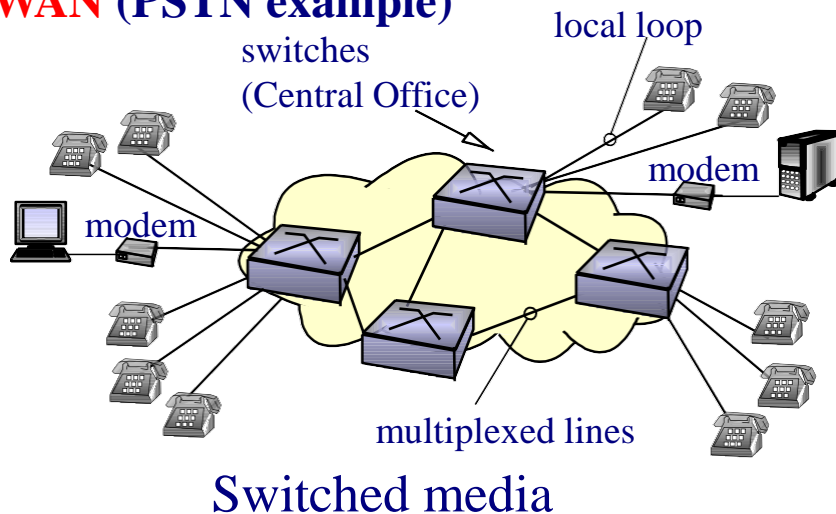 WAN (PSTN example)
local loop
switches
(Central Office)
modem
modem
multiplexed lines
Switched media